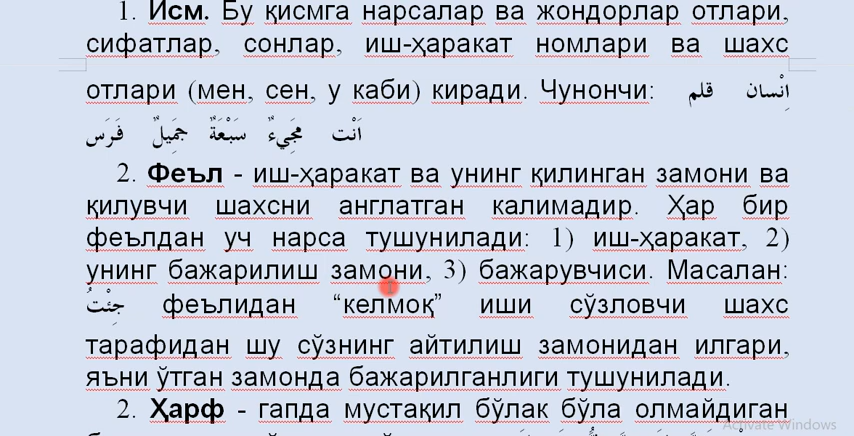 1. Исм. Бу қисмга нарсалар ва жондорлар отлари,
сифатлар, сонлар, иш-ҳаракат номлари ва шахс
отлари (мен, сен, у каби) киради. Чунончи: اِنْسان قلم
اَنْت مَجِيءٌ سَبْعَةٌ جَمِيلٌ فَرَس
2. Феъл - иш-ҳаракат ва унинг қилинган замони ва
қилувчи шахсни англатган калимадир. Ҳар бир
феълдан уч нарса тушунилади: 1) иш-ҳаракат, 2)
унинг бажарилиш замони, 3) бажарувчиси. Масалан:
جِئْتُ феълидан “келмоқ” иши сўзловчи шахс
тарафидан шу сўзнинг айтилиш замонидан илгари,
яъни ўтган замонда бажарилганлиги тушунилади.
2. Ҳарф - гапда мустақил бўлак бўла олмайдиган
Activate Windows